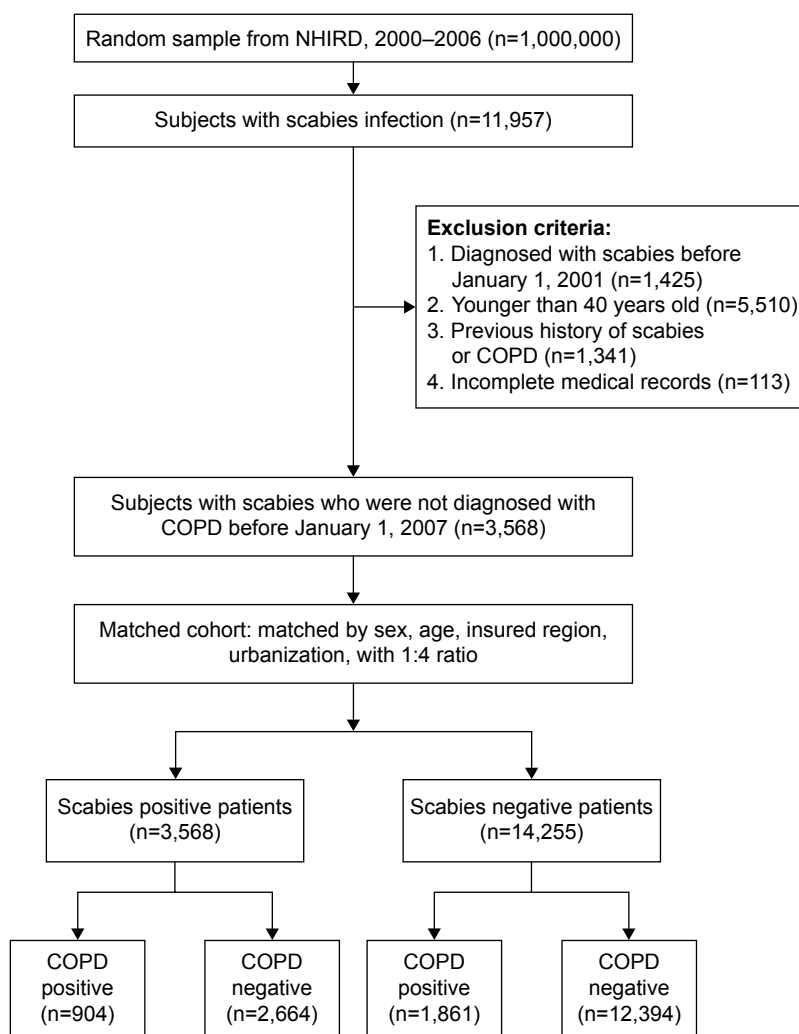 Random sample from NHIRD, 2000–2006 (n=1,000,000)
Subjects with scabies infection (n=11,957)
Exclusion criteria:
1. Diagnosed with scabies before
January 1, 2001 (n=1,425)
2. Younger than 40 years old (n=5,510)
3. Previous history of scabies
or COPD (n=1,341)
4. Incomplete medical records (n=113)
Subjects with scabies who were not diagnosed with
COPD before January 1, 2007 (n=3,568)
Matched cohort: matched by sex, age, insured region,
urbanization, with 1:4 ratio
Scabies positive patients
(n=3,568)
Scabies negative patients
(n=14,255)
COPD
positive
(n=904)
COPD
negative
(n=2,664)
COPD
positive
(n=1,861)
COPD
negative
(n=12,394)